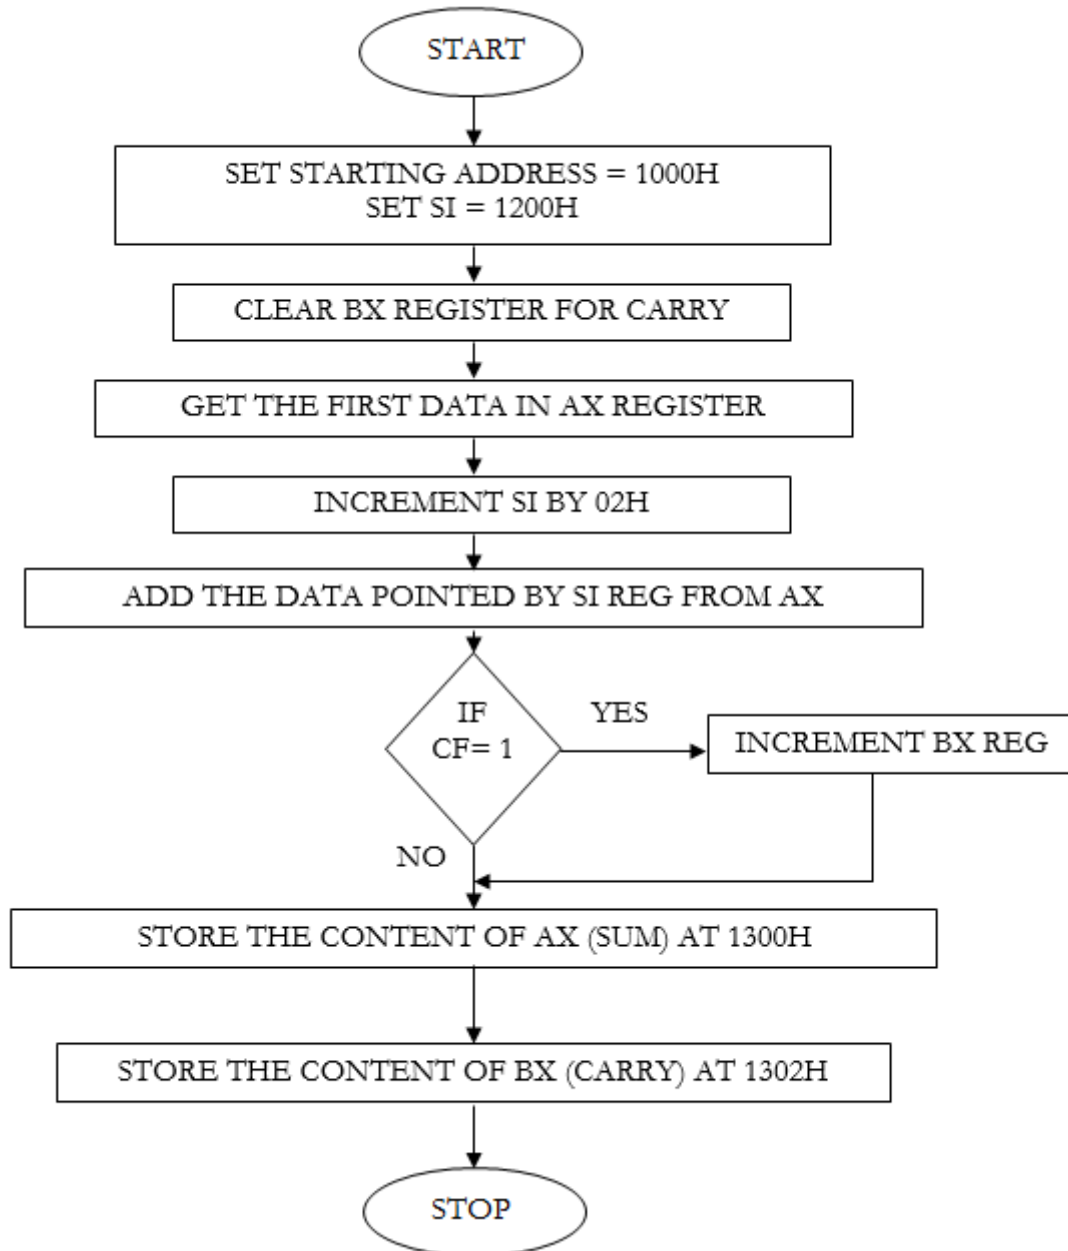 START
SET STARTING ADDRESS = 1000H
SET SI = 1200H
CLEAR BX REGISTER FOR CARRY
GET THE FIRST DATA IN AX REGISTER
INCREMENT SI BY 02H
ADD THE DATA POINTED BY SI REG FROM AX
IF
CF= 1
YES
INCREMENT BX REG
NO
STORE THE CONTENT OF AX (SUM) AT 1300H
STORE THE CONTENT OF BX (CARRY) AT 1302H
STOP